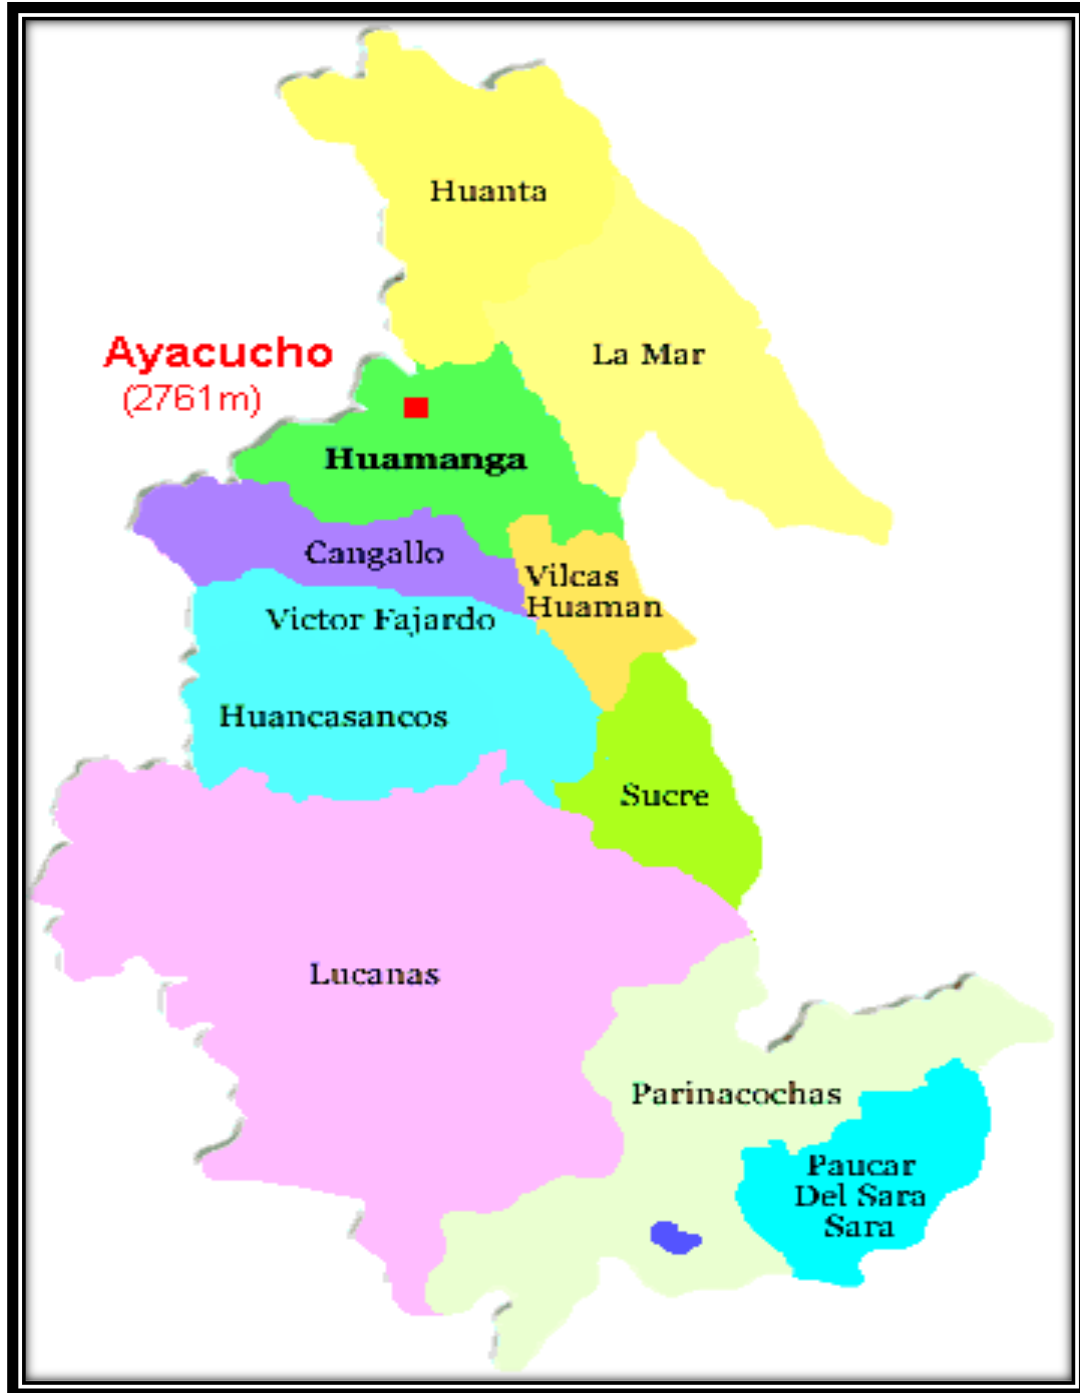 Huanta
La Mar
Ayacucho
(2761m)
Huamanga
Cangallo
Vilcas
Huaman
Victor Fajardo
Huancasancos
Sucre
Lucanas
Parinacochas
Paucar
Del Sara
Sara